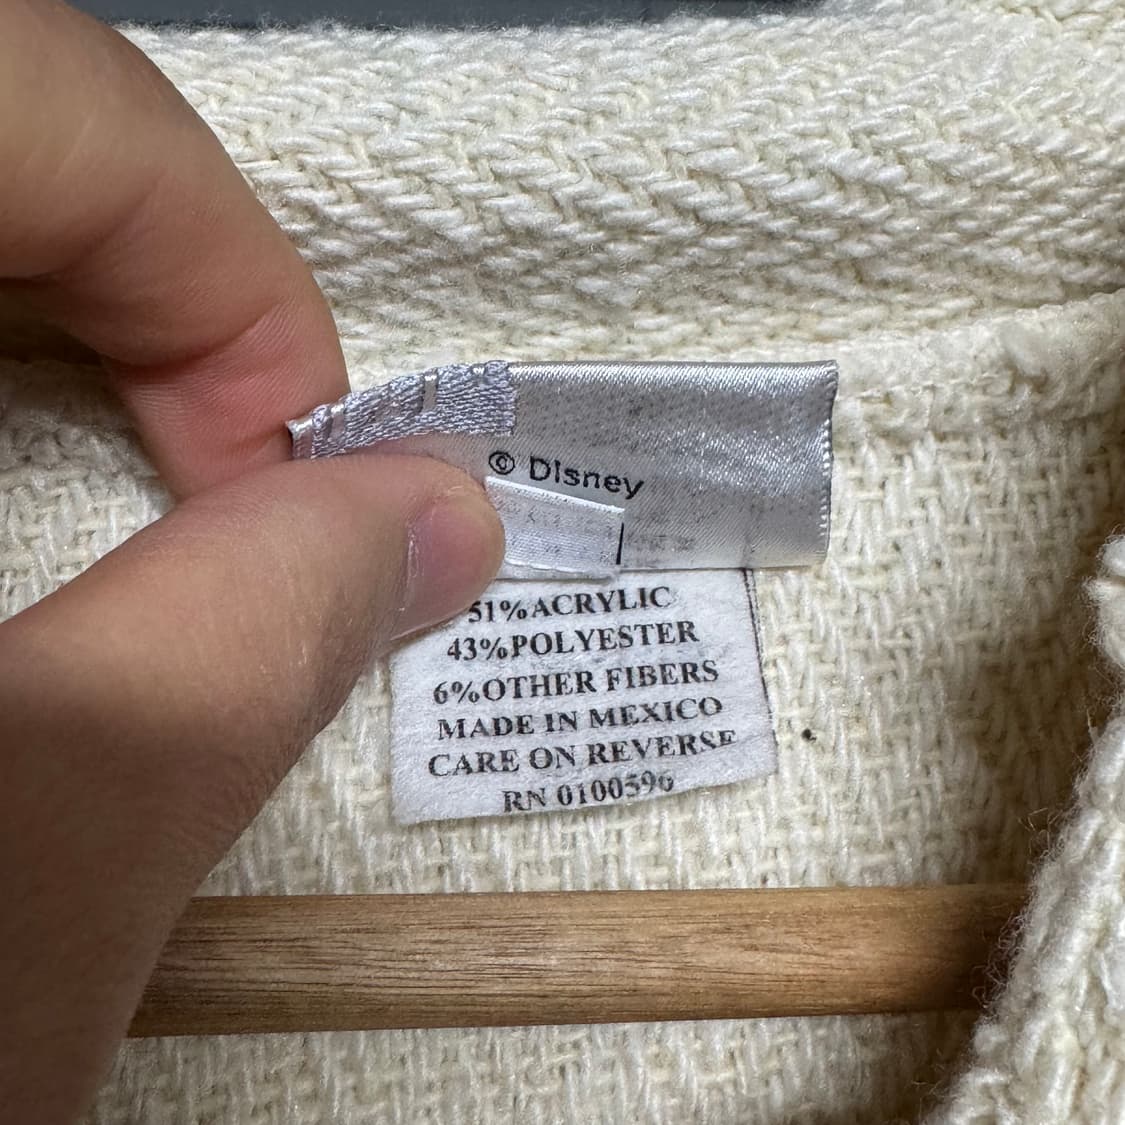 © Disney
51%ACRYLIC
43%POLYESTER
6%OTHER FIBERS
MADE IN MEXICO
CARE ON REVERSE
RN 0100596